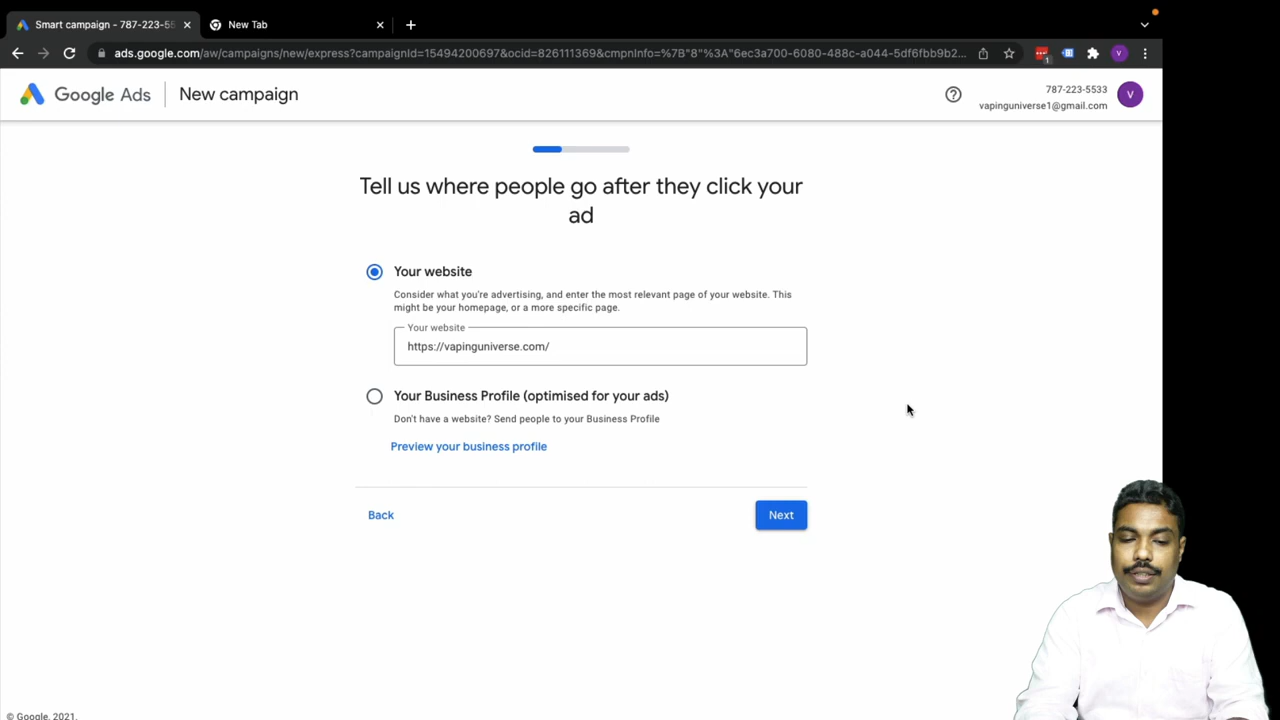 Smart campaign - 787-223-55
New Tab
ads.google.com/aw/campaigns/new/express?campaignId=15494200697&ocid=826111369&cmpnInfo=%7B"8"%3A"6ec3a700-6080-488c-a044-5df6fbb9b2...
1
V
Google Ads
New campaign
787-223-5533
vapinguniverse1@gmail.com
V
Tell us where people go after they click your
ad
Your website
Consider what you're advertising, and enter the most relevant page of your website. This
might be your homepage, or a more specific page.
Your website
https://vapinguniverse.com/
Your Business Profile (optimised for your ads)
Don't have a website? Send people to your Business Profile
Preview your business profile
Back
Next
© Google, 2021.